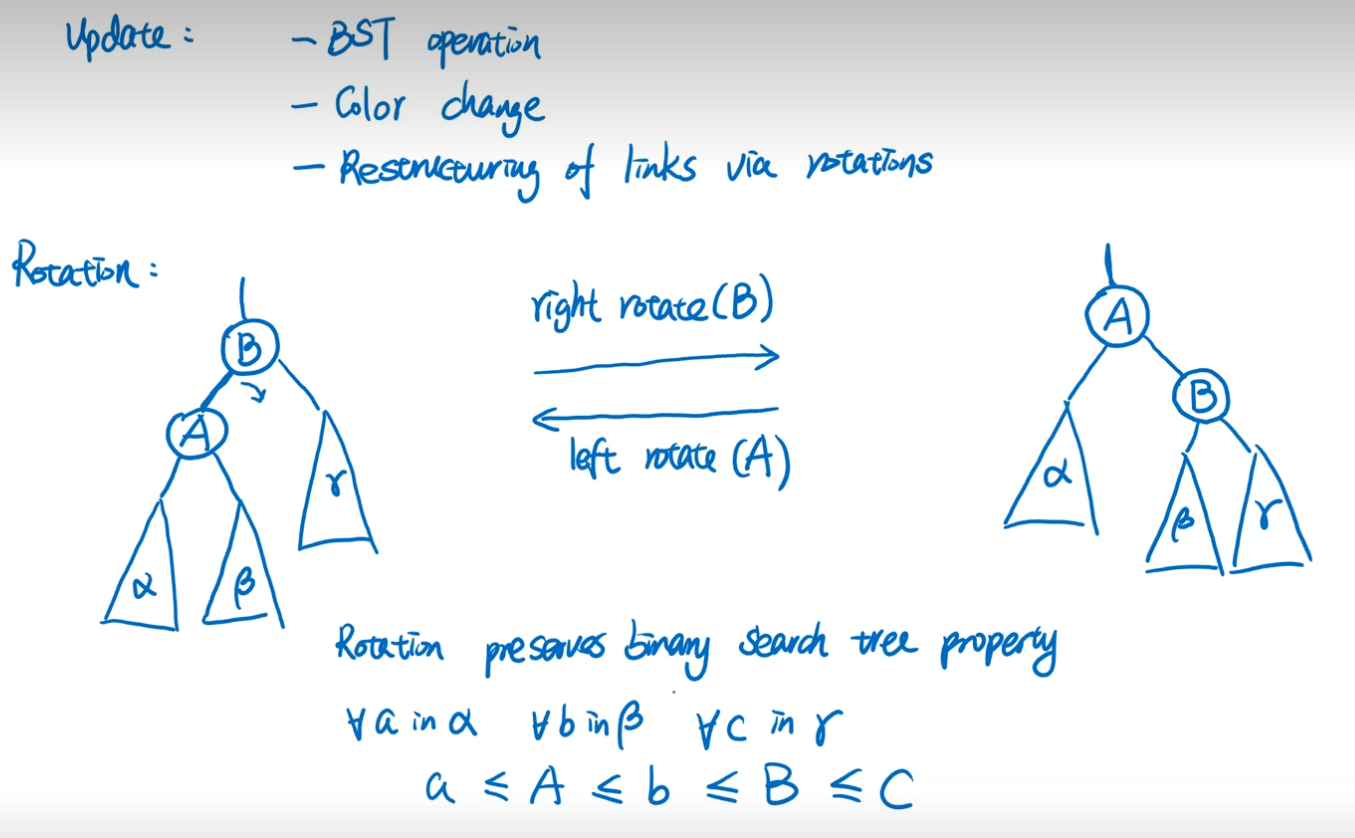 Update : - BST operation
- Color change
- Restructuring of links via rotations
Rotation :
B
A
γ
α
β
right rotate (B)
left rotate (A)
A
B
α
β
γ
Rotation preserves binary search tree property
∀ a in α ∀ b in β ∀ c in γ
a ≤ A ≤ b ≤ B ≤ C